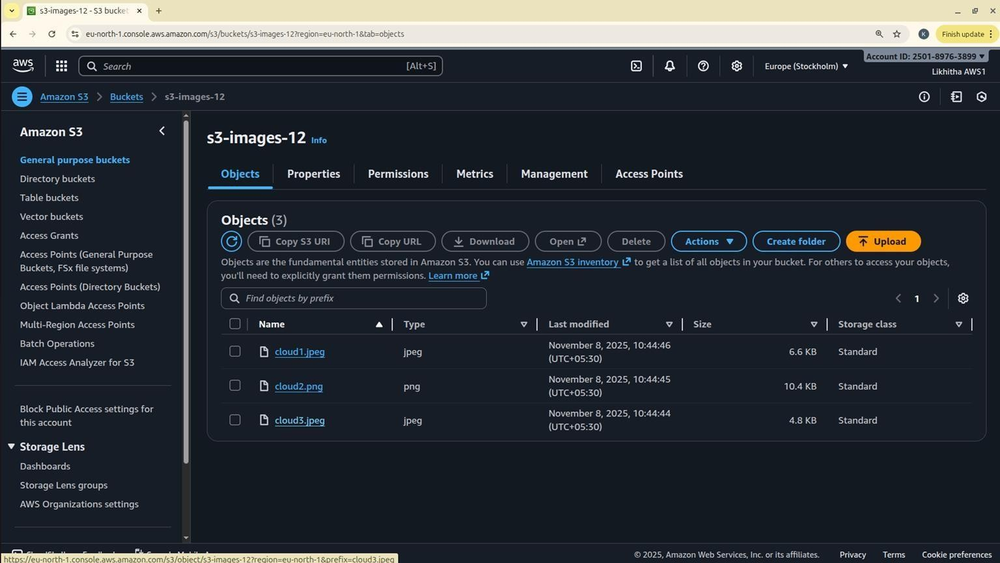 s3-images-12 - S3 bucket
eu-north-1.console.aws.amazon.com/s3/buckets/s3-images-12?region=eu-north-1&tab=objects
K
Finish update
aws
Search
[Alt+S]
Europe (Stockholm)
Account ID: 2501-8976-3899
Likhitha AWS1
Amazon S3 > Buckets > s3-images-12
Amazon S3
General purpose buckets
Directory buckets
Table buckets
Vector buckets
Access Grants
Access Points (General Purpose
Buckets, FSx file systems)
Access Points (Directory Buckets)
Object Lambda Access Points
Multi-Region Access Points
Batch Operations
IAM Access Analyzer for S3
Block Public Access settings for
this account
Storage Lens
Dashboards
Storage Lens groups
AWS Organizations settings
s3-images-12 Info
Objects
Properties
Permissions
Metrics
Management
Access Points
Objects (3)
Copy S3 URI
Copy URL
Download
Open
Delete
Actions
Create folder
Upload
Objects are the fundamental entities stored in Amazon S3. You can use Amazon S3 inventory to get a list of all objects in your bucket. For others to access your objects,
you'll need to explicitly grant them permissions. Learn more
Find objects by prefix
1
Name Type Last modified Size Storage class
cloud1.jpeg jpeg November 8, 2025, 10:44:46 6.6 KB Standard
(UTC+05:30)
cloud2.png png November 8, 2025, 10:44:45 10.4 KB Standard
(UTC+05:30)
cloud3.jpeg jpeg November 8, 2025, 10:44:44 4.8 KB Standard
(UTC+05:30)
https://eu-north-1.console.aws.amazon.com/s3/object/s3-images-12?region=eu-north-1&prefix=cloud3.jpeg
© 2025, Amazon Web Services, Inc. or its affiliates.
Privacy
Terms
Cookie preferences